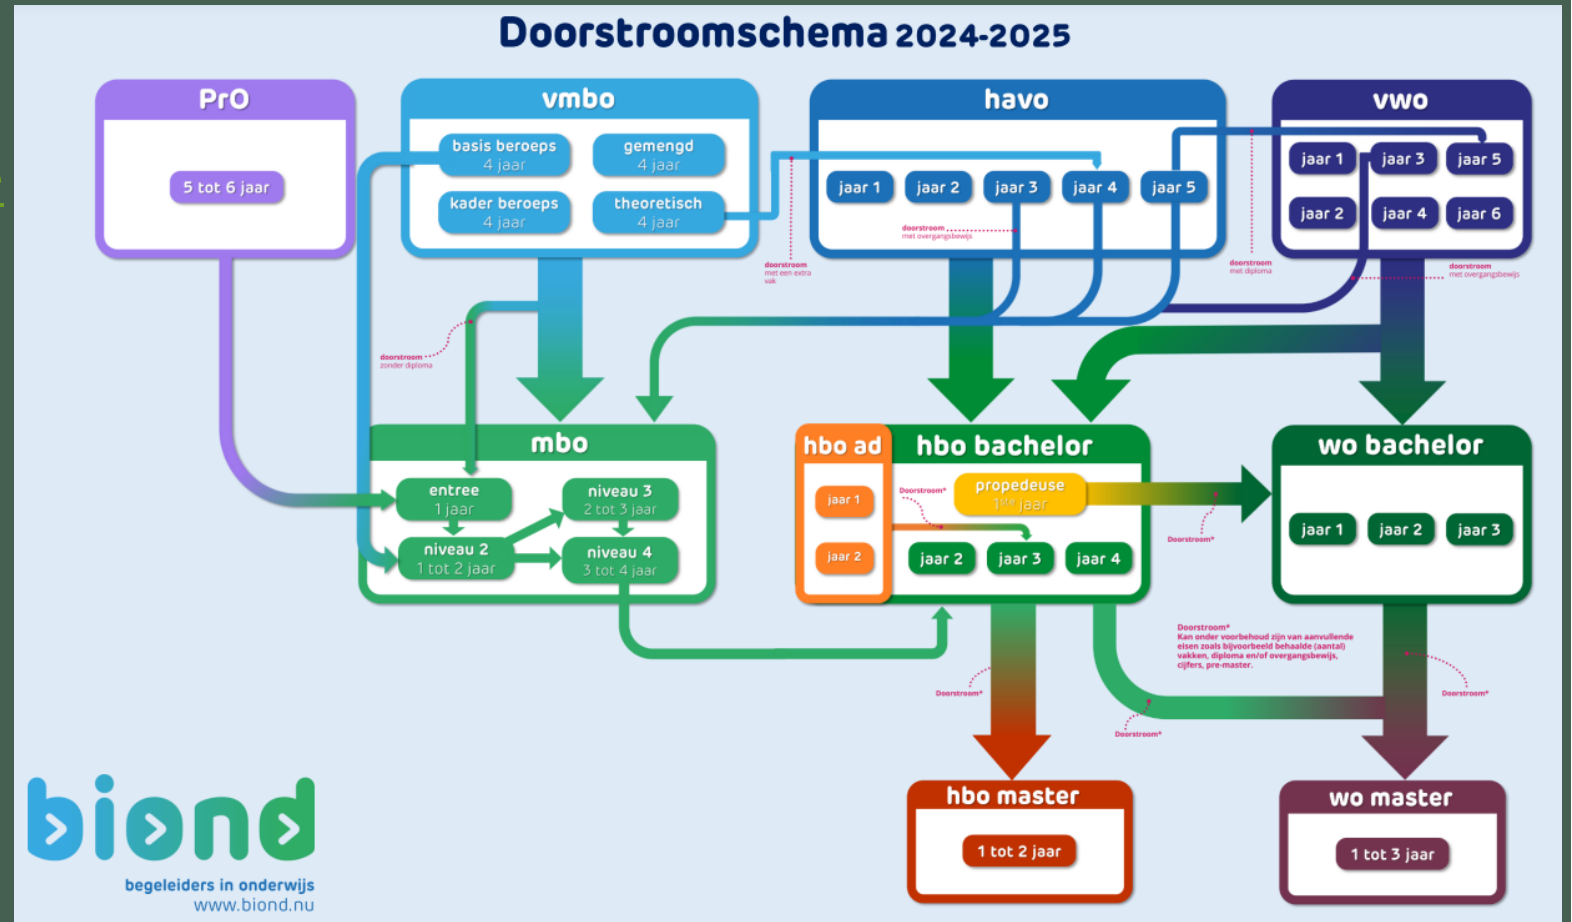 Doorstroomschema 2024-2025
PrO
5 tot 6 jaar
vmbo
basis beroeps
4 jaar
gemengd
4 jaar
kader beroeps
4 jaar
theoretisch
4 jaar
havo
jaar 1
jaar 2
jaar 3
jaar 4
jaar 5
vwo
jaar 1
jaar 3
jaar 5
jaar 2
jaar 4
jaar 6
doorstroom
met overgangsbewijs
doorstroom
met een extra
vak
doorstroom
met diploma
doorstroom
met overgangsbewijs
doorstroom
zonder diploma
mbo
entree
1 jaar
niveau 3
2 tot 3 jaar
niveau 2
1 tot 2 jaar
niveau 4
3 tot 4 jaar
hbo ad
jaar 1
jaar 2
hbo bachelor
Doorstroom*
propedeuse
1ste jaar
jaar 2
jaar 3
jaar 4
Doorstroom*
wo bachelor
jaar 1
jaar 2
jaar 3
Doorstroom*
Kan onder voorbehoud zijn van aanvullende
eisen zoals bijvoorbeeld behaalde (aantal)
vakken, diploma en/of overgangsbewijs,
cijfers, pre-master.
Doorstroom*
Doorstroom*
Doorstroom*
hbo master
1 tot 2 jaar
wo master
1 tot 3 jaar
biond
begeleiders in onderwijs
www.biond.nu